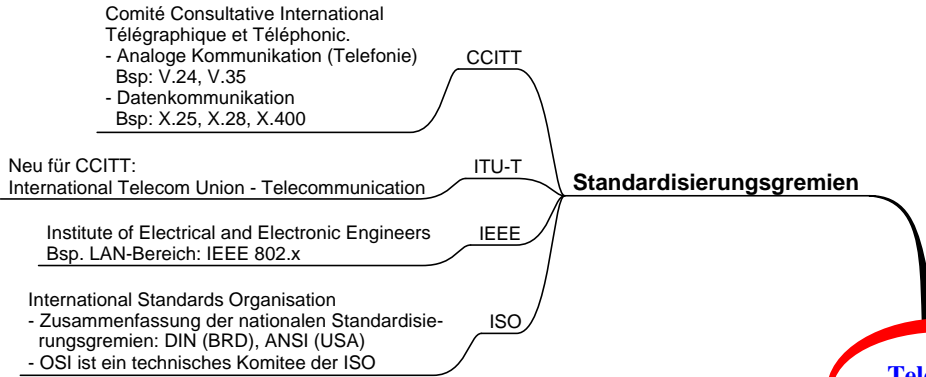 Comité Consultative International
Télégraphique et Téléphonic.
- Analoge Kommunikation (Telefonie)
Bsp: V.24, V.35
- Datenkommunikation
Bsp: X.25, X.28, X.400
CCITT
Neu für CCITT:
International Telecom Union - Telecommunication
ITU-T
Standardisierungsgremien
Institute of Electrical and Electronic Engineers
Bsp. LAN-Bereich: IEEE 802.x
IEEE
International Standards Organisation
- Zusammenfassung der nationalen Standardisie-
rungsgremien: DIN (BRD), ANSI (USA)
- OSI ist ein technisches Komitee der ISO
ISO